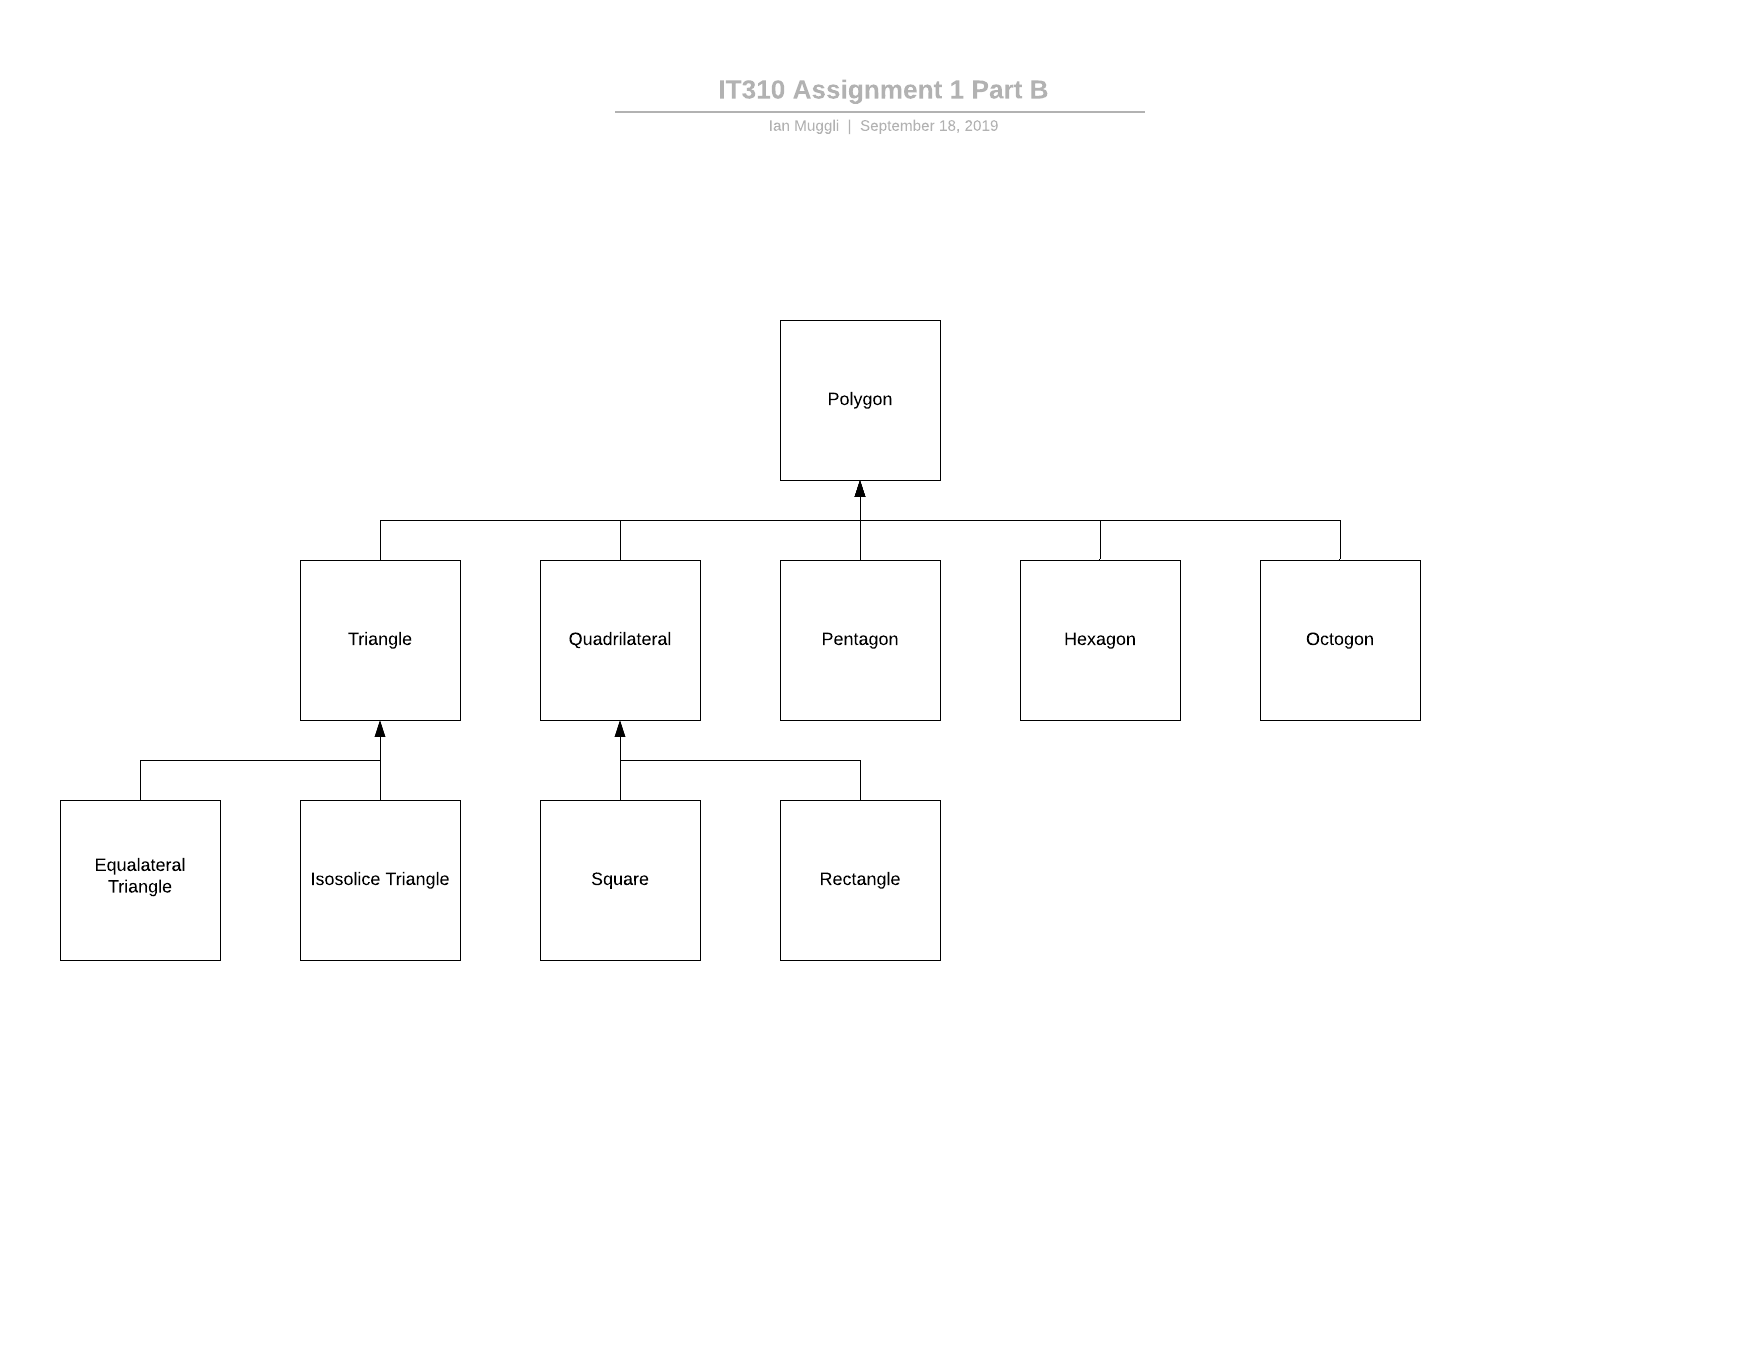 IT310 Assignment 1 Part B
Ian Muggli | September 18, 2019
Polygon
Triangle
Quadrilateral
Pentagon
Hexagon
Octogon
Equalateral
Triangle
Isosolice Triangle
Square
Rectangle